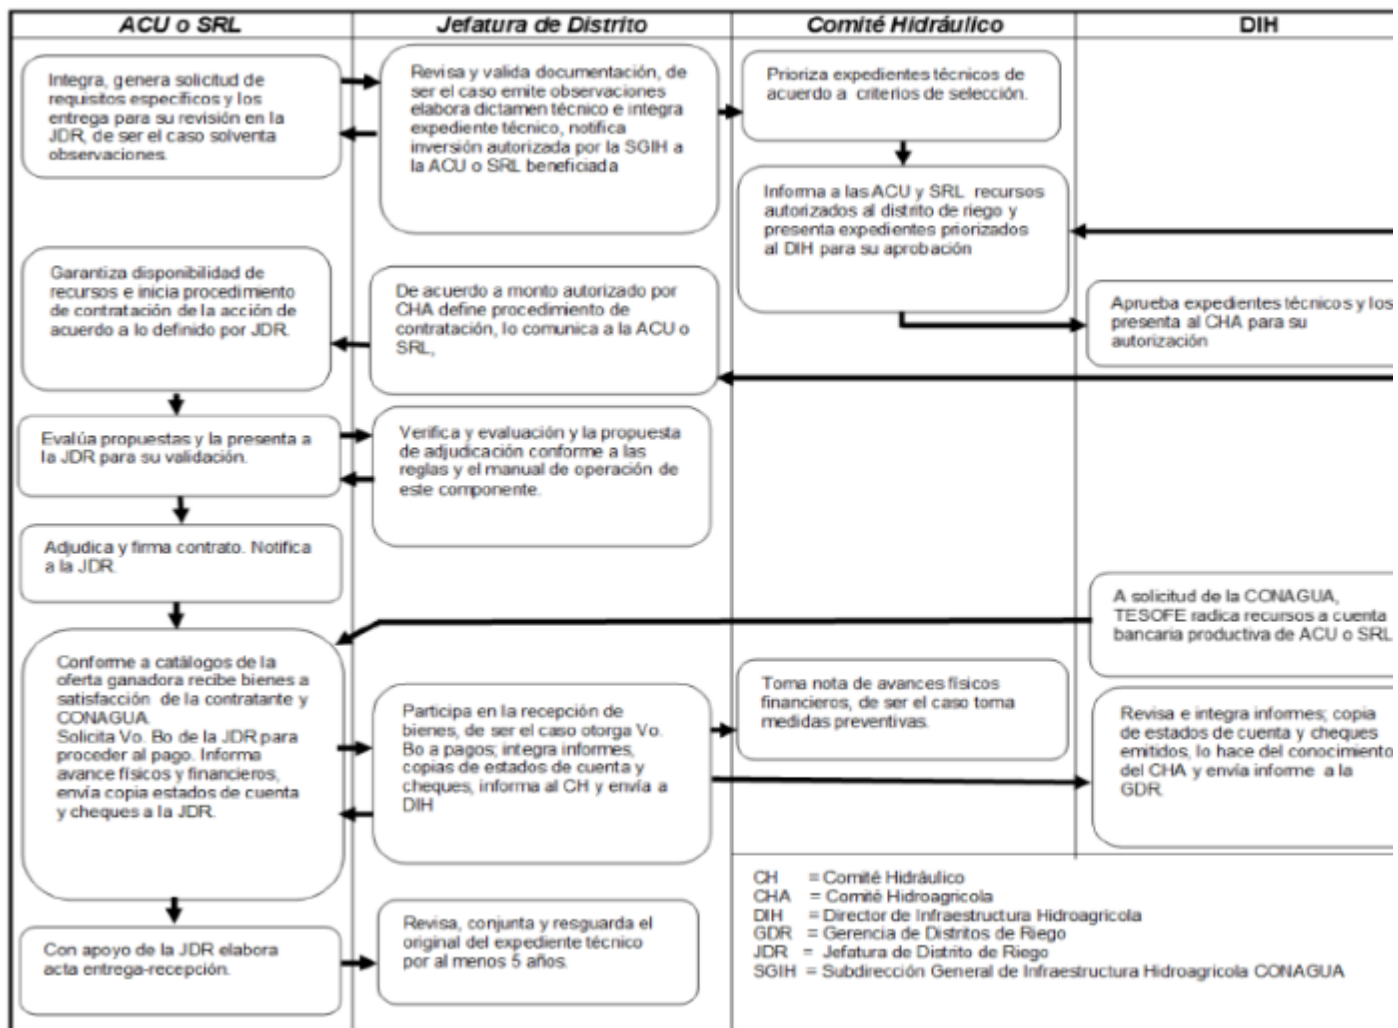 ACU o SRL
Jefatura de Distrito
Comité Hidráulico
DIH
Integra, genera solicitud de
requisitos específicos y los
entrega para su revisión en la
JDR, de ser el caso solventa
observaciones.
Revisa y valida documentación, de
ser el caso emite observaciones
elabora dictamen técnico e integra
expediente técnico, notifica
inversión autorizada por la SGIH a
la ACU o SRL beneficiada
Prioriza expedientes técnicos de
acuerdo a criterios de selección.
Informa a las ACU y SRL recursos
autorizados al distrito de riego y
presenta expedientes priorizados
al DIH para su aprobación
Garantiza disponibilidad de
recursos e inicia procedimiento
de contratación de la acción de
acuerdo a lo definido por JDR.
De acuerdo a monto autorizado por
CHA define procedimiento de
contratación, lo comunica a la ACU o
SRL,
Aprueba expedientes técnicos y los
presenta al CHA para su
autorización
Evalúa propuestas y la presenta a
la JDR para su validación.
Verifica y evaluación y la propuesta
de adjudicación conforme a las
reglas y el manual de operación de
este componente.
Adjudica y firma contrato. Notifica
a la JDR.
A solicitud de la CONAGUA,
TESOFE radica recursos a cuenta
bancaria productiva de ACU o SRL
Conforme a catálogos de la
oferta ganadora recibe bienes a
satisfacción de la contratante y
CONAGUA.
Solicita Vo. Bo de la JDR para
proceder al pago. Informa
avance físicos y financieros,
envía copia estados de cuenta
y cheques a la JDR.
Participa en la recepción de
bienes, de ser el caso otorga Vo.
Bo a pagos; integra informes,
copias de estados de cuenta y
cheques, informa al CH y envía a
DIH
Toma nota de avances físicos
financieros, de ser el caso toma
medidas preventivas.
Revisa e integra informes; copia
de estados de cuenta y cheques
emitidos, lo hace del conocimiento
del CHA y envía informe a la
GDR.
Con apoyo de la JDR elabora
acta entrega-recepción.
Revisa, conjunta y resguarda el
original del expediente técnico
por al menos 5 años.
CH = Comité Hidráulico
CHA = Comité Hidroagricola
DIH = Director de Infraestructura Hidroagrícola
GDR = Gerencia de Distritos de Riego
JDR = Jefatura de Distrito de Riego
SGIH = Subdirección General de Infraestructura Hidroagricola CONAGUA